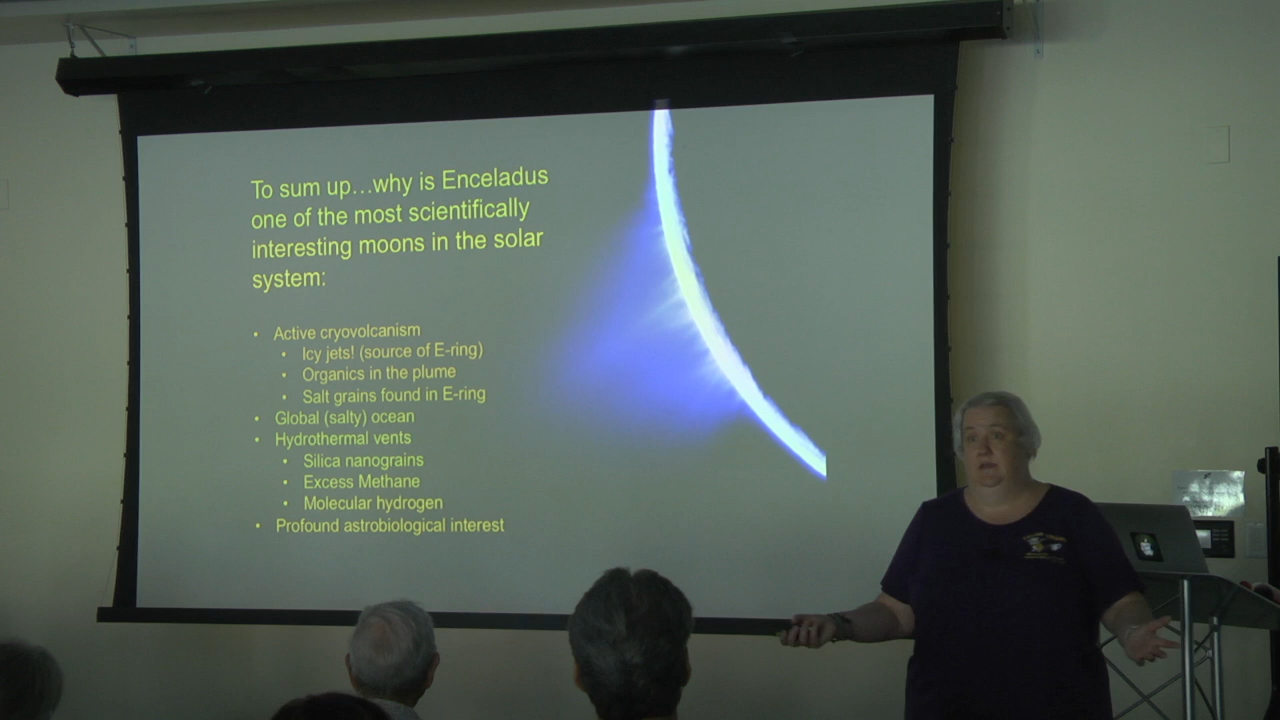 To sum up…why is Enceladus
one of the most scientifically
interesting moons in the solar
system:
• Active cryovolcanism
• Icy jets! (source of E-ring)
• Organics in the plume
• Salt grains found in E-ring
• Global (salty) ocean
• Hydrothermal vents
• Silica nanograins
• Excess Methane
• Molecular hydrogen
• Profound astrobiological interest